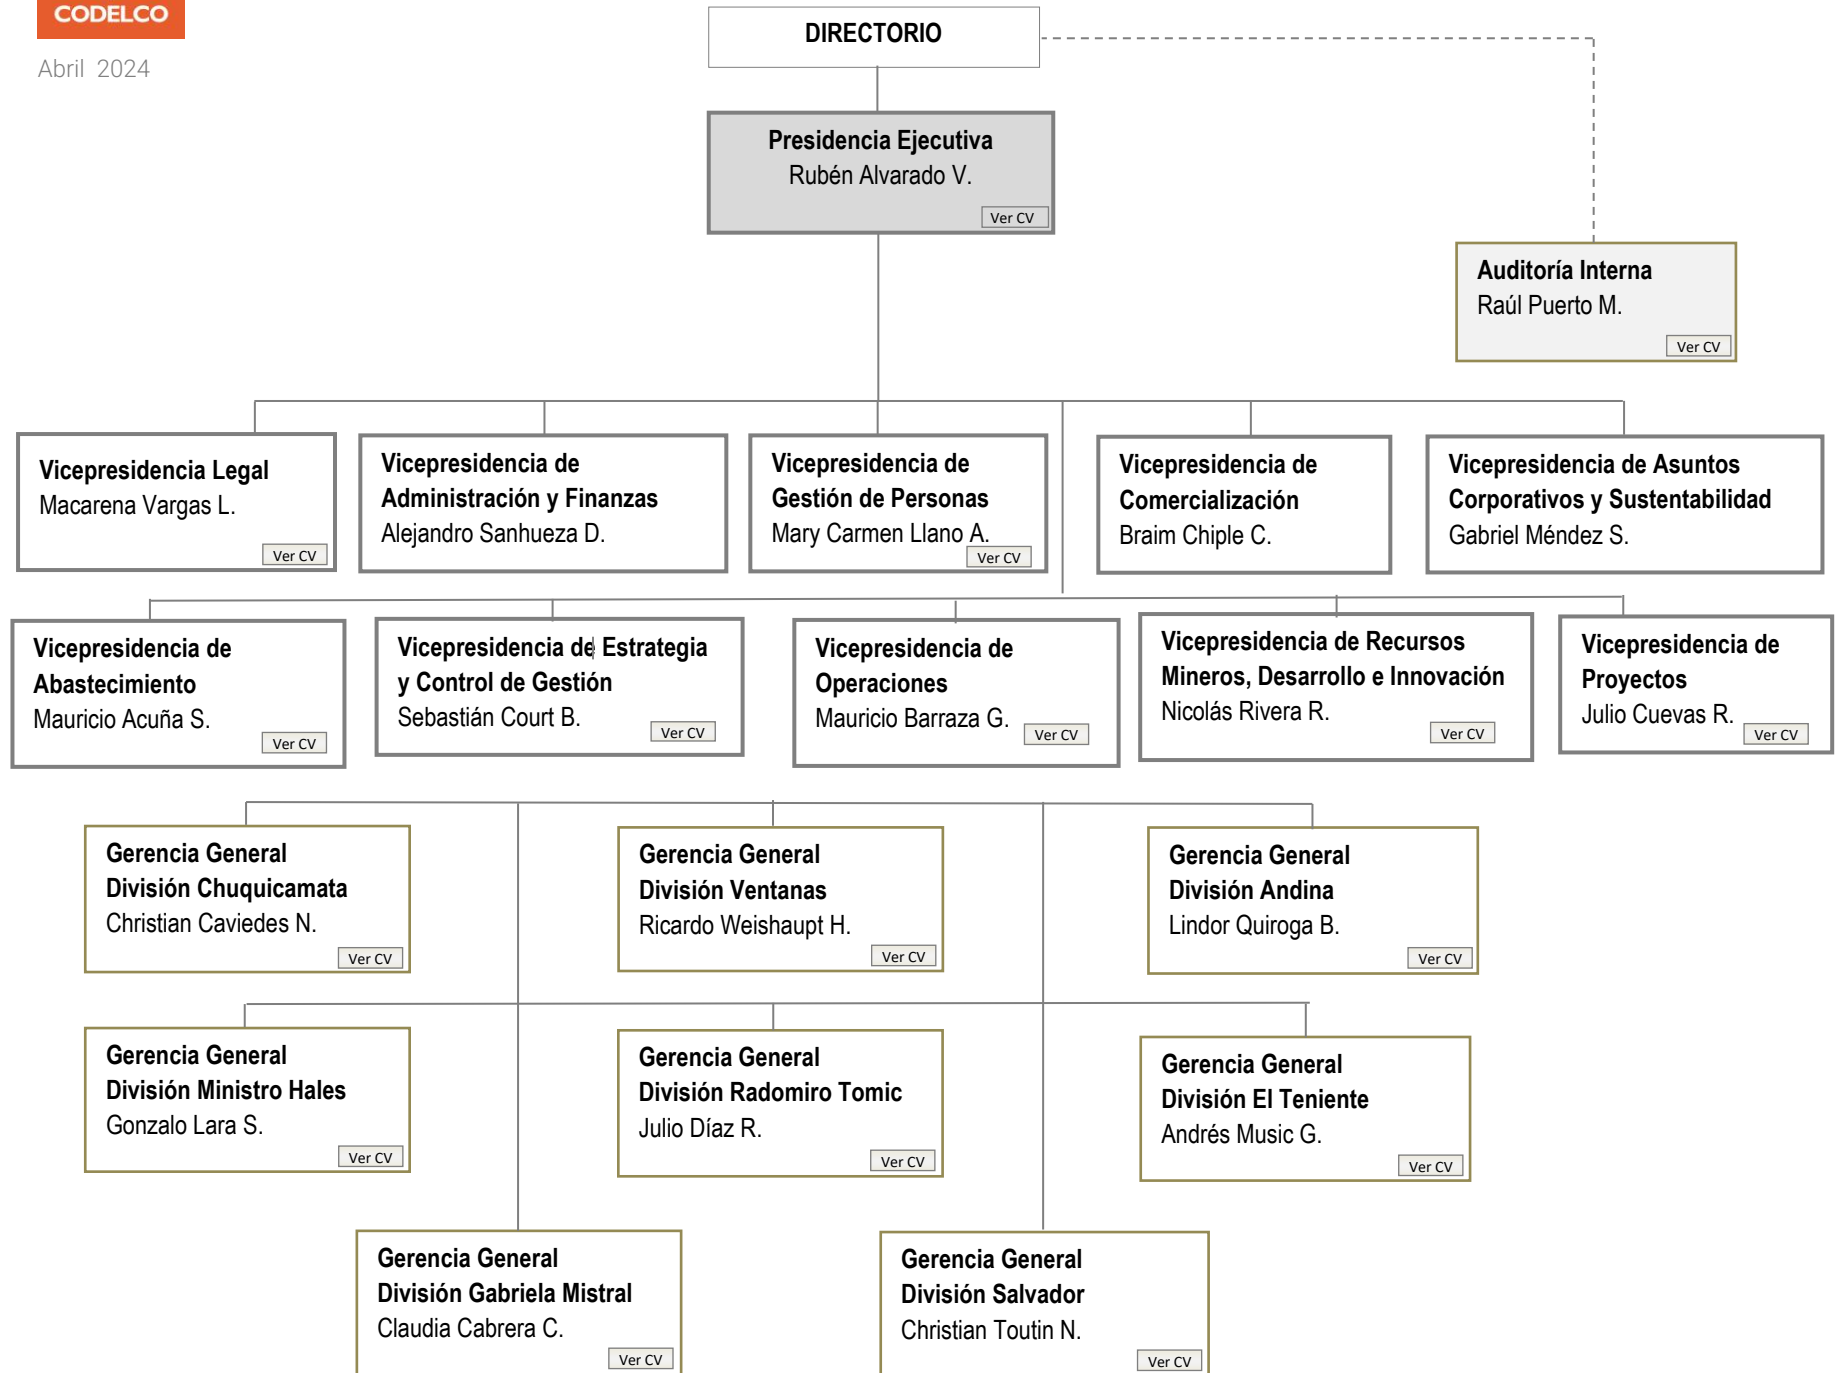 CODELCO
Abril 2024
DIRECTORIO
Presidencia Ejecutiva
Rubén Alvarado V.
Ver CV
Auditoría Interna
Raúl Puerto M.
Ver CV
Vicepresidencia Legal
Macarena Vargas L.
Ver CV
Vicepresidencia de
Administración y Finanzas
Alejandro Sanhueza D.
Vicepresidencia de
Gestión de Personas
Mary Carmen Llano A.
Ver CV
Vicepresidencia de
Comercialización
Braim Chiple C.
Vicepresidencia de Asuntos
Corporativos y Sustentabilidad
Gabriel Méndez S.
Vicepresidencia de
Abastecimiento
Mauricio Acuña S.
Ver CV
Vicepresidencia de Estrategia
y Control de Gestión
Sebastián Court B.
Ver CV
Vicepresidencia de
Operaciones
Mauricio Barraza G.
Ver CV
Vicepresidencia de Recursos
Mineros, Desarrollo e Innovación
Nicolás Rivera R.
Ver CV
Vicepresidencia de
Proyectos
Julio Cuevas R.
Ver CV
Gerencia General
División Chuquicamata
Christian Caviedes N.
Ver CV
Gerencia General
División Ventanas
Ricardo Weishaupt H.
Ver CV
Gerencia General
División Andina
Lindor Quiroga B.
Ver CV
Gerencia General
División Ministro Hales
Gonzalo Lara S.
Ver CV
Gerencia General
División Radomiro Tomic
Julio Díaz R.
Ver CV
Gerencia General
División El Teniente
Andrés Music G.
Ver CV
Gerencia General
División Gabriela Mistral
Claudia Cabrera C.
Ver CV
Gerencia General
División Salvador
Christian Toutin N.
Ver CV